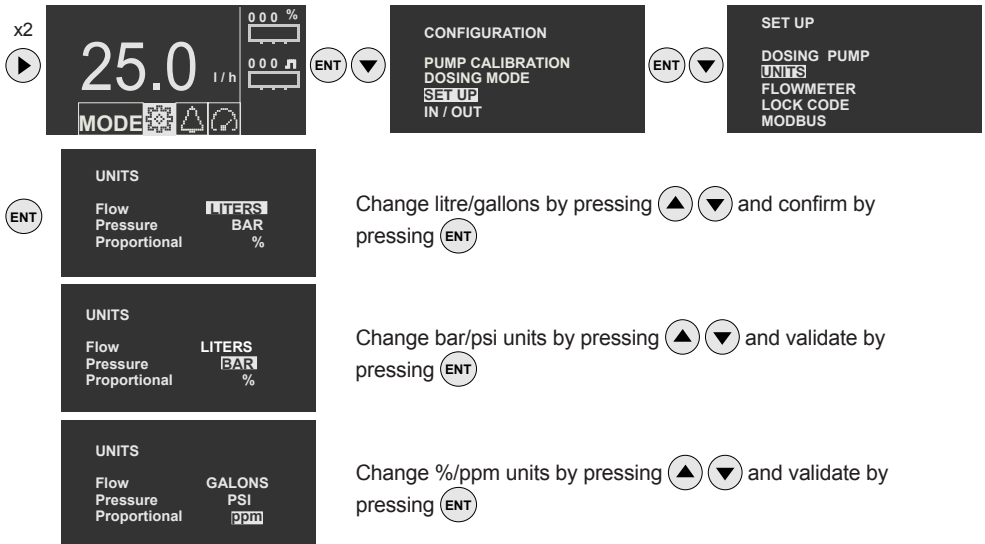 x2
25.0 l / h
000 %
000
MODE
ENT
CONFIGURATION
PUMP CALIBRATION
DOSING MODE
SET UP
IN / OUT
ENT
SET UP
DOSING PUMP
UNITS
FLOWMETER
LOCK CODE
MODBUS
ENT
UNITS
Flow LITERS
Pressure BAR
Proportional %
Change litre/gallons by pressing and confirm by
pressing ENT
UNITS
Flow LITERS
Pressure BAR
Proportional %
Change bar/psi units by pressing and validate by
pressing ENT
UNITS
Flow GALONS
Pressure PSI
Proportional ppm
Change %/ppm units by pressing and validate by
pressing ENT